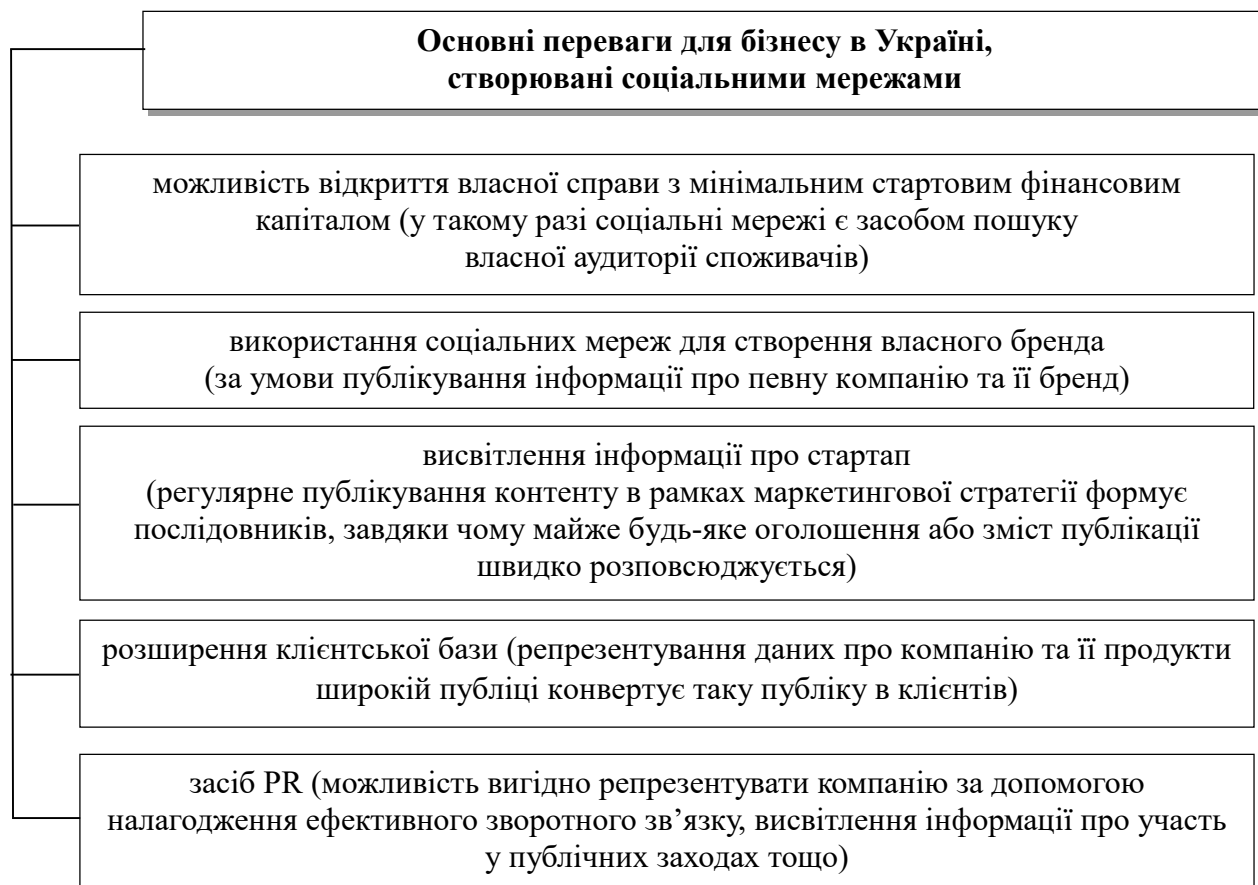 Основні переваги для бізнесу в Україні,
створювані соціальними мережами
можливість відкриття власної справи з мінімальним стартовим фінансовим
капіталом (у такому разі соціальні мережі є засобом пошуку
власної аудиторії споживачів)
використання соціальних мереж для створення власного бренда
(за умови публікування інформації про певну компанію та її бренд)
висвітлення інформації про стартап
(регулярне публікування контенту в рамках маркетингової стратегії формує
послідовників, завдяки чому майже будь-яке оголошення або зміст публікації
швидко розповсюджується)
розширення клієнтської бази (репрезентування даних про компанію та її продукти
широкій публіці конвертує таку публіку в клієнтів)
засіб PR (можливість вигідно репрезентувати компанію за допомогою
налагодження ефективного зворотного зв’язку, висвітлення інформації про участь
у публічних заходах тощо)